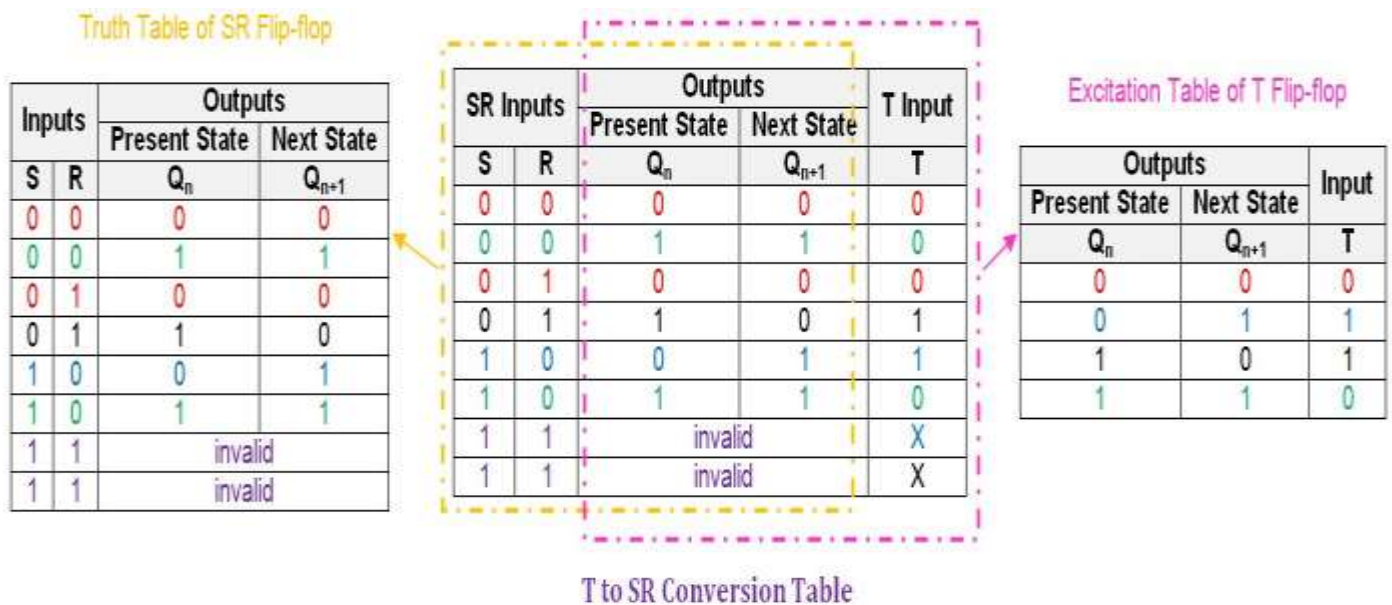 Truth Table of SR Flip-flop
Inputs Outputs
Present State Next State
S R Qn Qn+1
0 0 0 0
0 0 1 1
0 1 0 0
0 1 1 0
1 0 0 1
1 0 1 1
1 1 invalid
1 1 invalid
SR Inputs Outputs T Input
Present State Next State
S R Qn Qn+1 T
0 0 0 0 0
0 0 1 1 0
0 1 0 0 0
0 1 1 0 1
1 0 0 1 1
1 0 1 1 0
1 1 invalid X
1 1 invalid X
Excitation Table of T Flip-flop
Outputs Input
Present State Next State
Qn Qn+1 T
0 0 0
0 1 1
1 0 1
1 1 0
T to SR Conversion Table